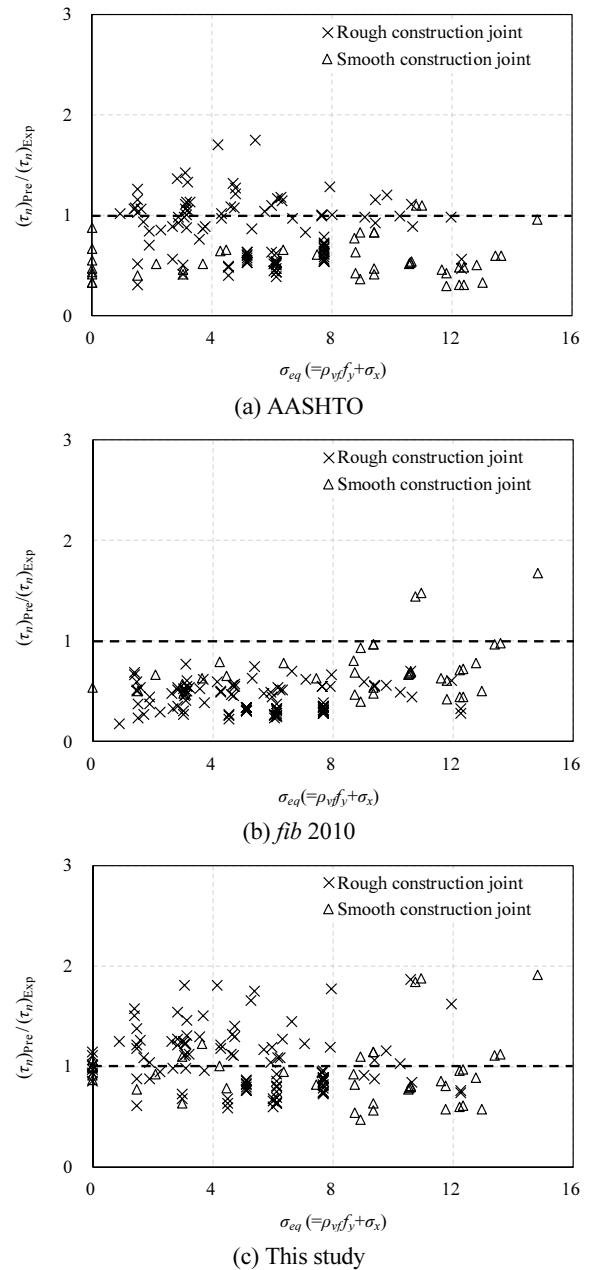 3
× Rough construction joint
△ Smooth construction joint
2
(τn)Pre/(τn)Exp
1
0
0 4 8 12 16
σeq (=ρvf fy+σx)
(a) AASHTO
3
× Rough construction joint
△ Smooth construction joint
2
(τn)Pre/(τn)Exp
1
0
0 4 8 12 16
σeq (=ρvf fy+σx)
(b) fib 2010
3
× Rough construction joint
△ Smooth construction joint
2
(τn)Pre/(τn)Exp
1
0
0 4 8 12 16
σeq (=ρvf fy+σx)
(c) This study